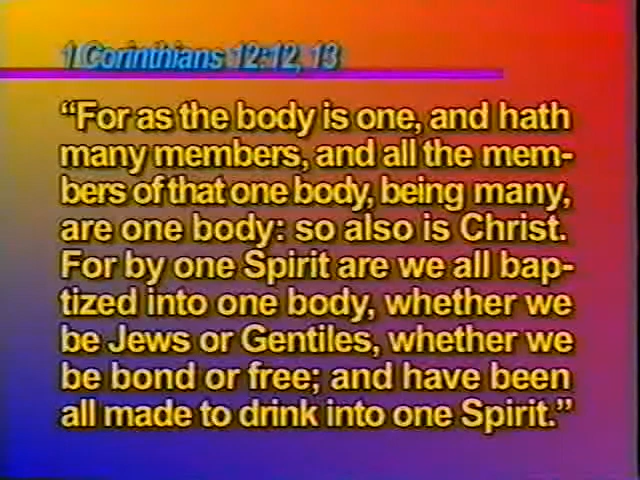 1 Corinthians 12:12, 13
“For as the body is one, and hath
many members, and all the mem-
bers of that one body, being many,
are one body: so also is Christ.
For by one Spirit are we all bap-
tized into one body, whether we
be Jews or Gentiles, whether we
be bond or free; and have been
all made to drink into one Spirit.”